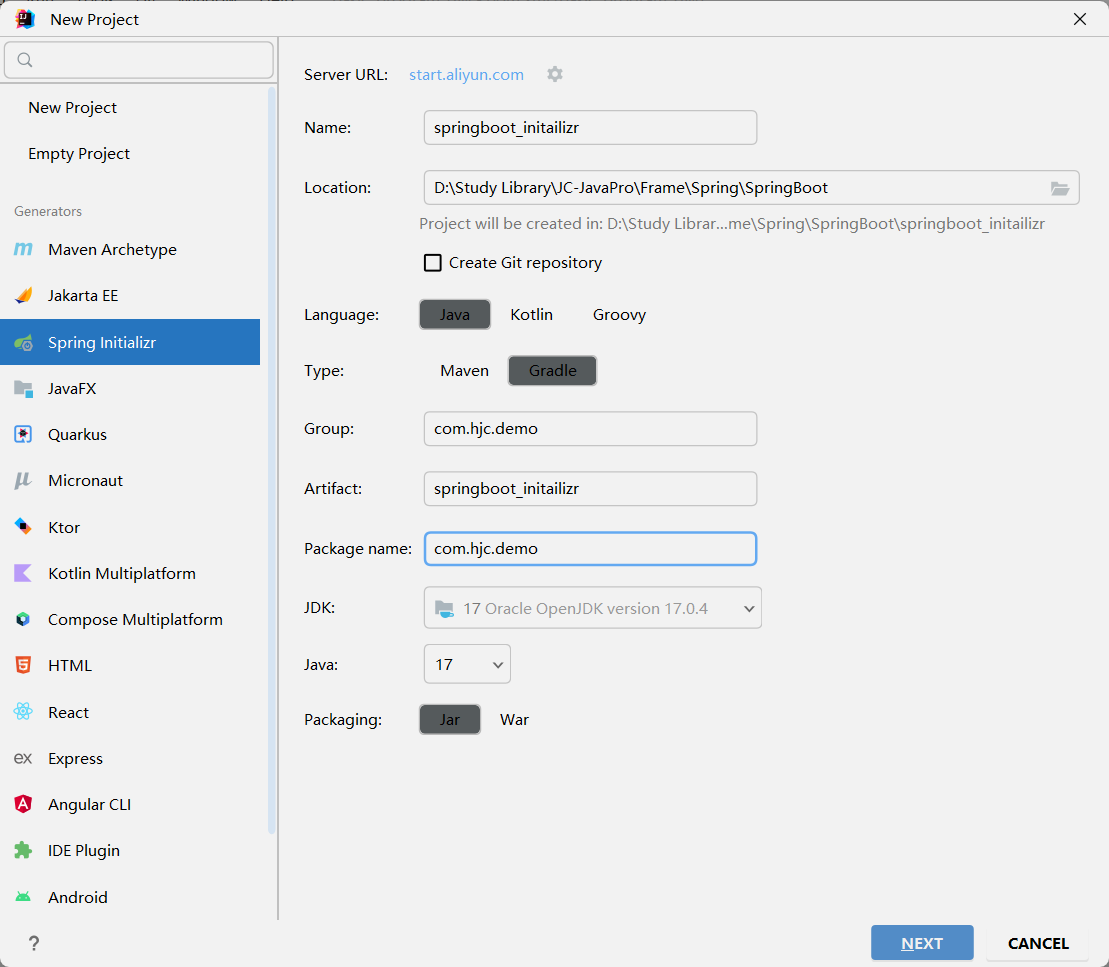 New Project
New Project
Empty Project
Generators
Maven Archetype
Jakarta EE
Spring Initializr
JavaFX
Quarkus
Micronaut
Ktor
Kotlin Multiplatform
Compose Multiplatform
HTML
React
ex Express
Angular CLI
IDE Plugin
Android
?
Server URL: start.aliyun.com
Name: springboot_initailizr
Location: D:\Study Library\JC-JavaPro\Frame\Spring\SpringBoot
Project will be created in: D:\Study Librar...me\Spring\SpringBoot\springboot_initailizr
Create Git repository
Language: Java Kotlin Groovy
Type: Maven Gradle
Group: com.hjc.demo
Artifact: springboot_initailizr
Package name: com.hjc.demo
JDK: 17 Oracle OpenJDK version 17.0.4
Java: 17
Packaging: Jar War
NEXT CANCEL